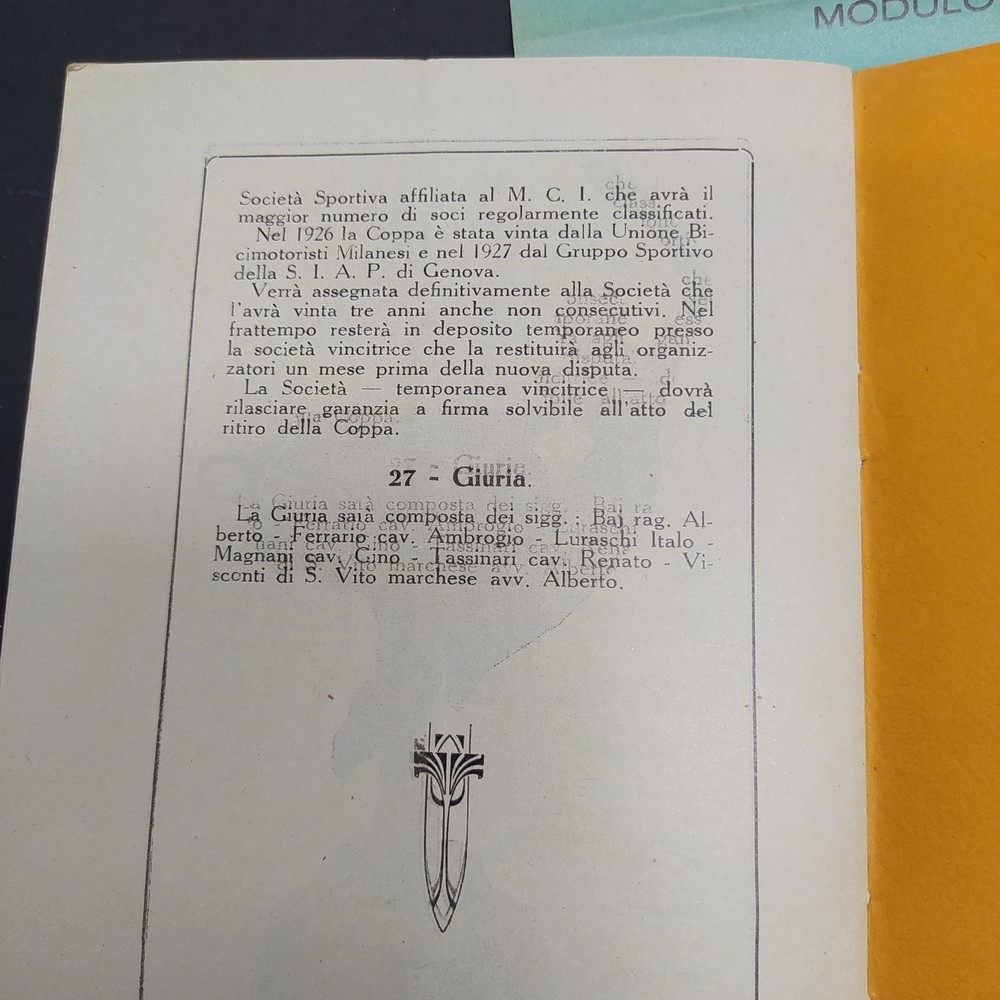 MODULO
Società Sportiva affiliata al M. C. I. che avrà il
maggior numero di soci regolarmente classificati.
Nel 1926 la Coppa è stata vinta dalla Unione Bi-
cimotoristi Milanesi e nel 1927 dal Gruppo Sportivo
della S. I. A. P. di Genova.
Verrà assegnata definitivamente alla Società che
l'avrà vinta tre anni anche non consecutivi. Nel
frattempo resterà in deposito temporaneo presso
la società vincitrice che la restituirà agli organiz-
zatori un mese prima della nuova disputa.
La Società — temporanea vincitrice — dovrà
rilasciare garanzia a firma solvibile all'atto del
ritiro della Coppa.
27 - Giuria.
La Giuria saià composta dei sigg. : Baj rag. Al-
berto - Ferrario cav. Ambrogio - Luraschi Italo -
Magnani cav. Gino - Tassinari cav. Renato - Vi-
sconti di S. Vito marchese avv. Alberto.